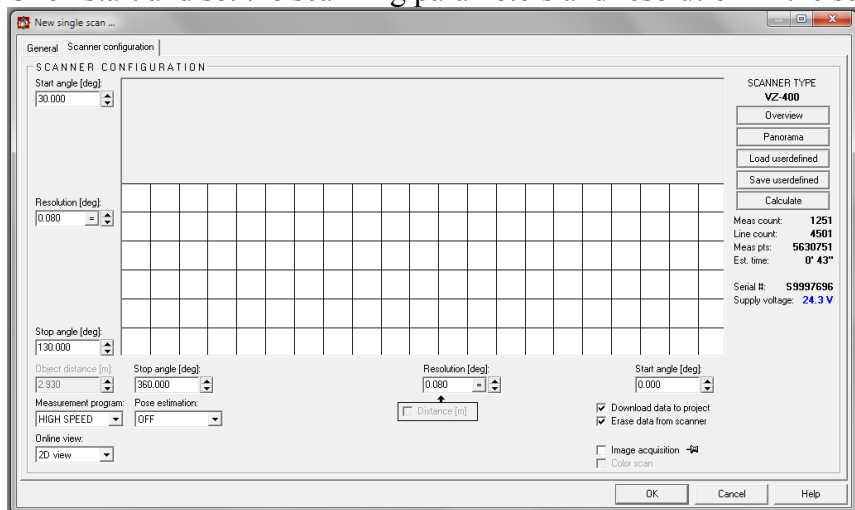 New single scan ...
General Scanner configuration
SCANNER CONFIGURATION
Start angle [deg]:
30.000
Resolution [deg]:
0.080 =
Stop angle [deg]:
130.000
Object distance [m]:
2.930
Measurement program:
HIGH SPEED
Online view:
2D view
Stop angle [deg]:
360.000
Pose estimation:
OFF
Resolution [deg]:
0.080 =
Distance [m]
Start angle [deg]:
0.000
Download data to project
Erase data from scanner
Image acquisition
Color scan
SCANNER TYPE
VZ-400
Overview
Panorama
Load userdefined
Save userdefined
Calculate
Meas count: 1251
Line count: 4501
Meas pts: 5630751
Est. time: 0' 43"
Serial #: S9997696
Supply voltage: 24.3 V
OK Cancel Help